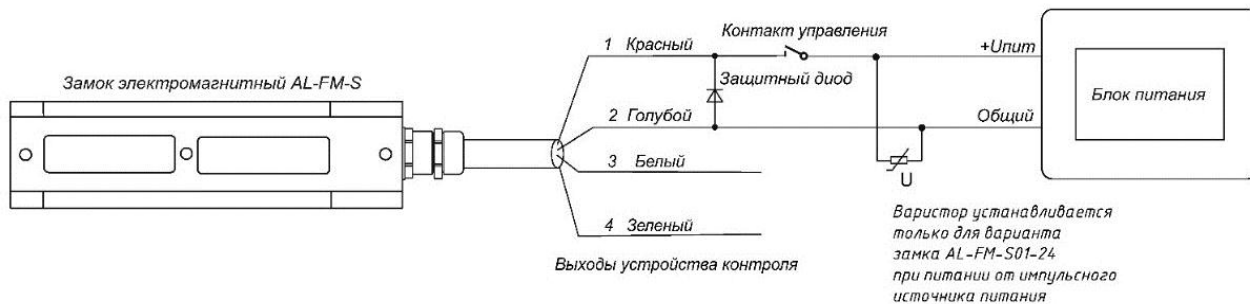 Замок электромагнитный AL-FM-S
1 Красный
Контакт управления
+Uпит
Защитный диод
Блок питания
2 Голубой
Общий
3 Белый
U
4 Зеленый
Выходы устройства контроля
Варистор устанавливается
только для варианта
замка AL-FM-S01-24
при питании от импульсного
источника питания